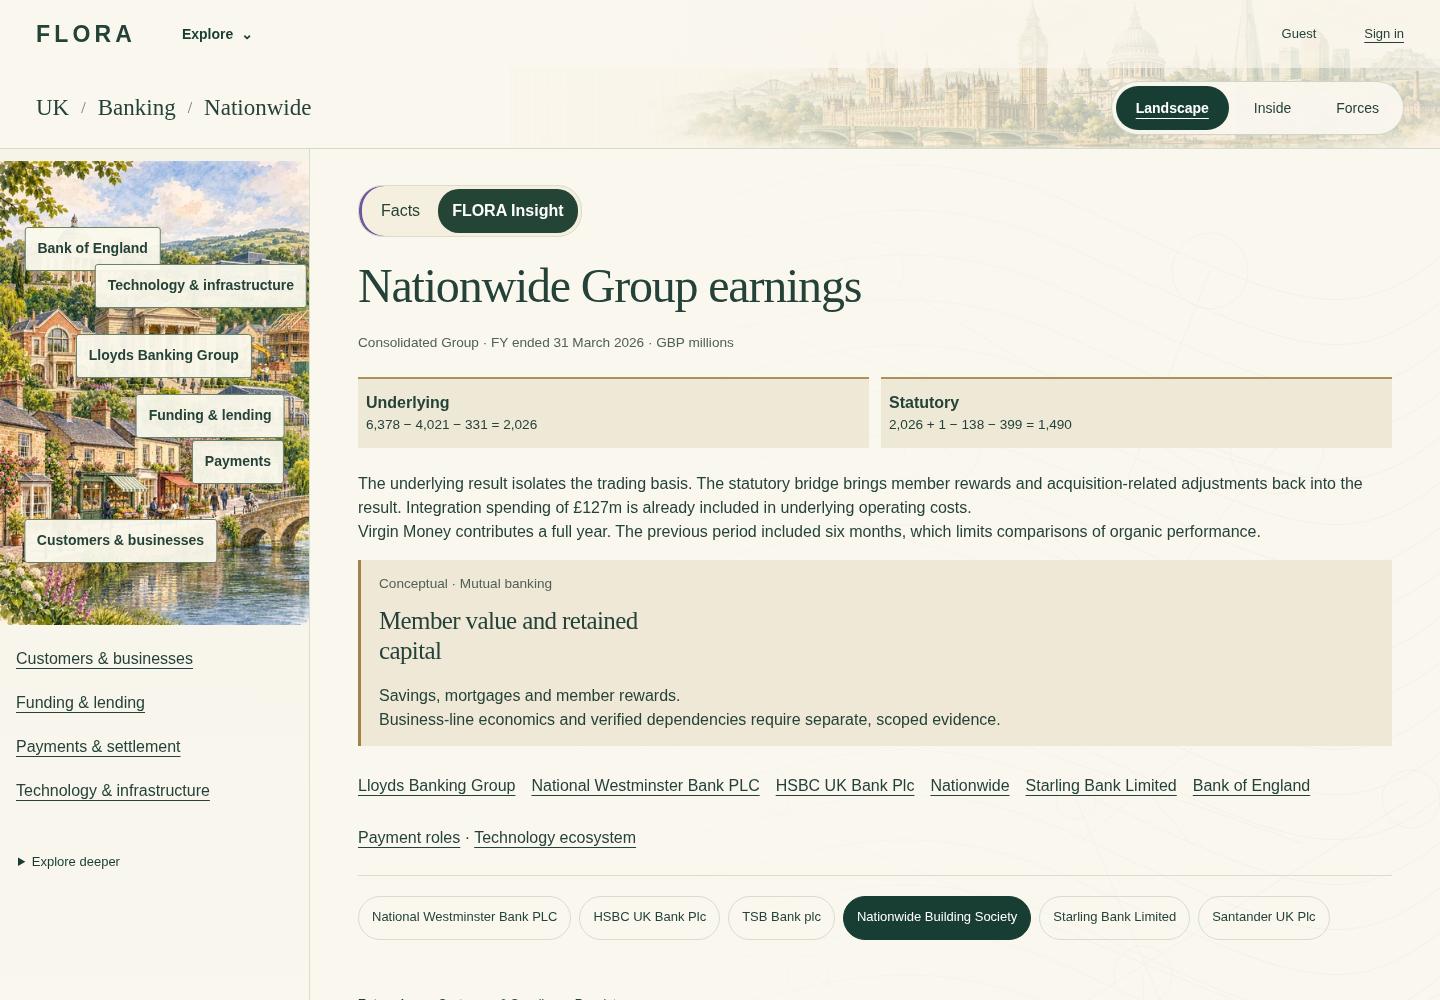 FLORA
Explore
Guest
Sign in
UK / Banking / Nationwide
Landscape
Inside
Forces
Bank of England
Technology & infrastructure
Lloyds Banking Group
Funding & lending
Payments
Customers & businesses
Customers & businesses
Funding & lending
Payments & settlement
Technology & infrastructure
Explore deeper
Facts
FLORA Insight
Nationwide Group earnings
Consolidated Group · FY ended 31 March 2026 · GBP millions
Underlying
6,378 − 4,021 − 331 = 2,026
Statutory
2,026 + 1 − 138 − 399 = 1,490
The underlying result isolates the trading basis. The statutory bridge brings member rewards and acquisition-related adjustments back into the
result. Integration spending of £127m is already included in underlying operating costs.
Virgin Money contributes a full year. The previous period included six months, which limits comparisons of organic performance.
Conceptual · Mutual banking
Member value and retained
capital
Savings, mortgages and member rewards.
Business-line economics and verified dependencies require separate, scoped evidence.
Lloyds Banking Group National Westminster Bank PLC HSBC UK Bank Plc Nationwide Starling Bank Limited Bank of England
Payment roles · Technology ecosystem
National Westminster Bank PLC
HSBC UK Bank Plc
TSB Bank plc
Nationwide Building Society
Starling Bank Limited
Santander UK Plc